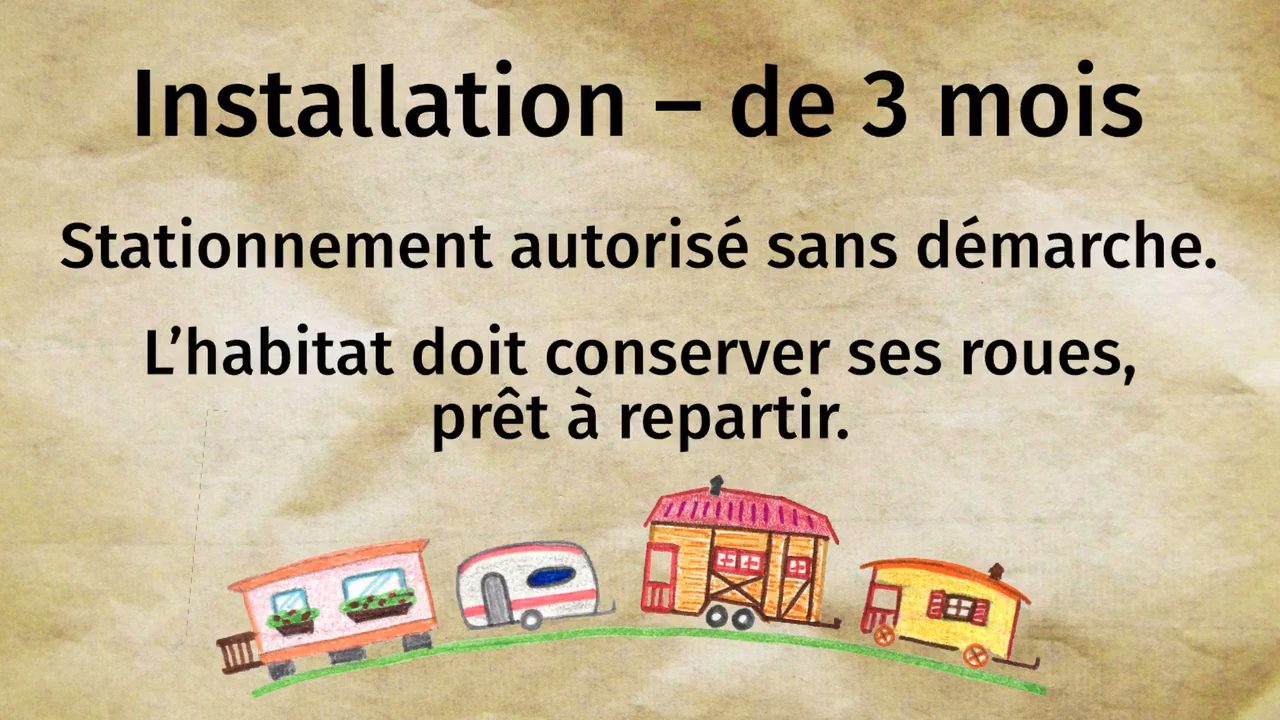 Installation – de 3 mois
Stationnement autorisé sans démarche.
L’habitat doit conserver ses roues,
prêt à repartir.